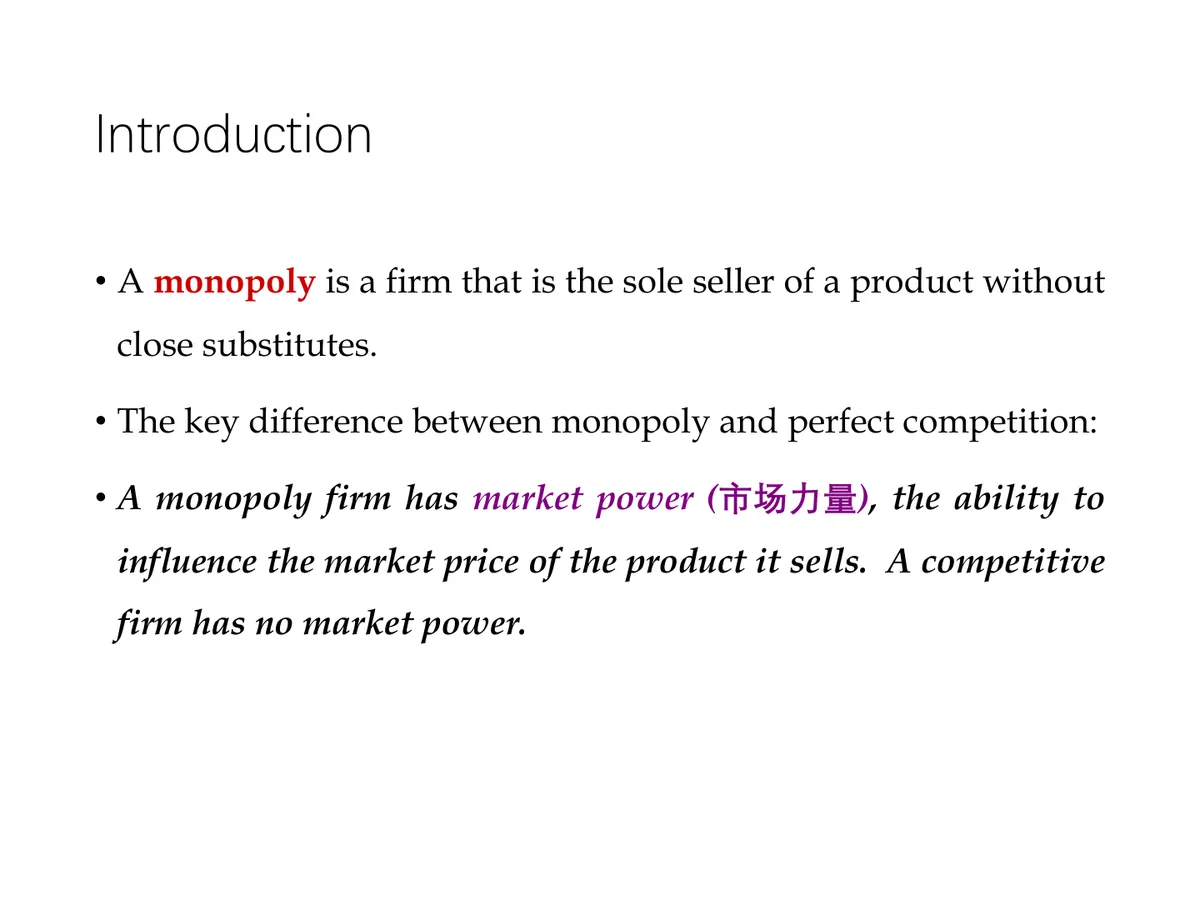 Introduction
• A monopoly is a firm that is the sole seller of a product without
close substitutes.
• The key difference between monopoly and perfect competition:
• A monopoly firm has market power (市场力量), the ability to
influence the market price of the product it sells.  A competitive
firm has no market power.